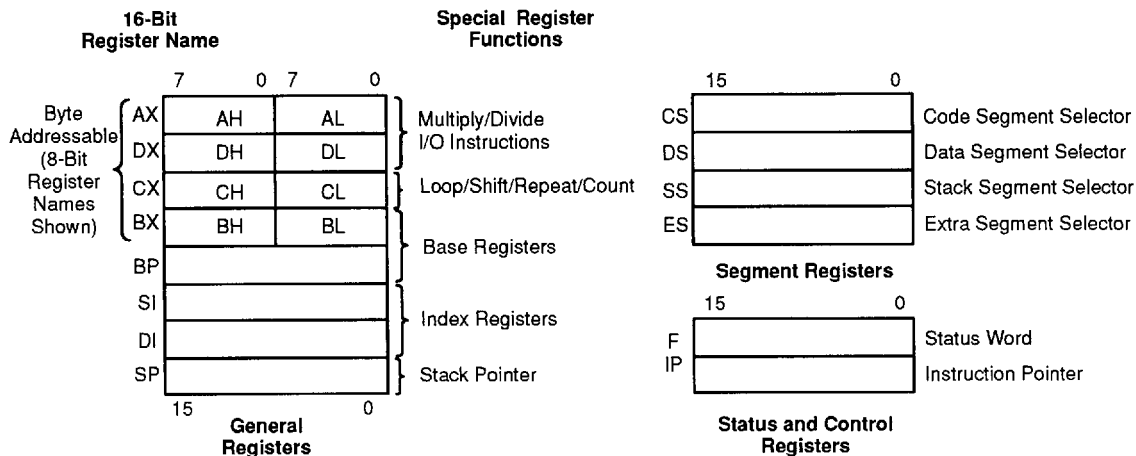 16-Bit
Register Name
Special Register
Functions
7 0 7 0
Byte
Addressable
(8-Bit
Register
Names
Shown)
AX AH AL
DX DH DL
CX CH CL
BX BH BL
BP
SI
DI
SP
15 0
Multiply/Divide
I/O Instructions
Loop/Shift/Repeat/Count
Base Registers
Index Registers
Stack Pointer
General
Registers
15 0
CS Code Segment Selector
DS Data Segment Selector
SS Stack Segment Selector
ES Extra Segment Selector
Segment Registers
15 0
F Status Word
IP Instruction Pointer
Status and Control
Registers